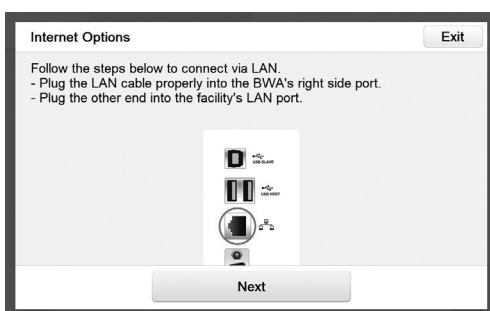 Internet Options
Exit
Follow the steps below to connect via LAN.
- Plug the LAN cable properly into the BWA's right side port.
- Plug the other end into the facility's LAN port.
USB SLAVE
USB HOST
Next